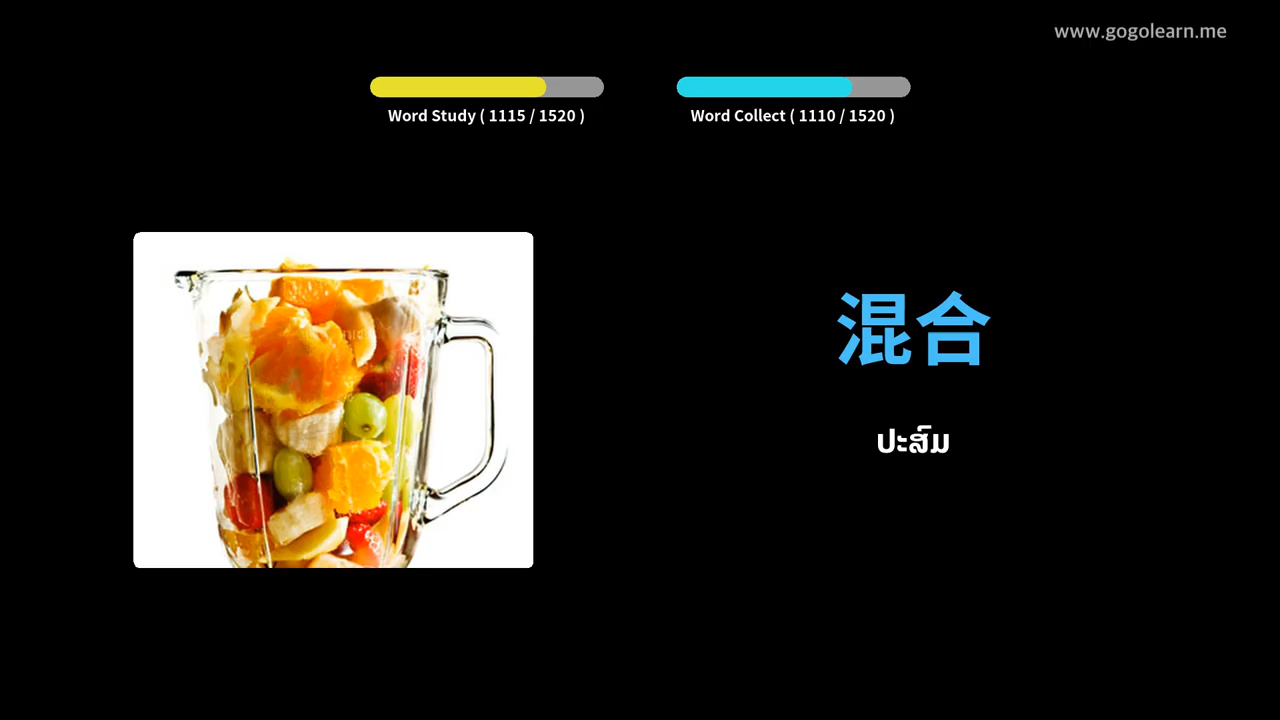 www.gogolearn.me
Word Study ( 1115 / 1520 )
Word Collect ( 1110 / 1520 )
混合
ປະສົມ